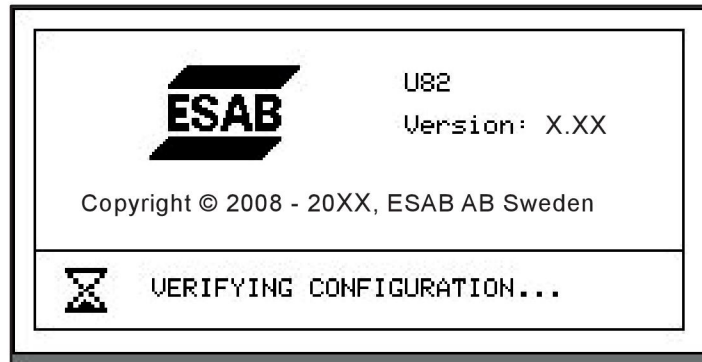 ESAB
U82
Version: X.XX
Copyright © 2008 - 20XX, ESAB AB Sweden
VERIFYING CONFIGURATION...